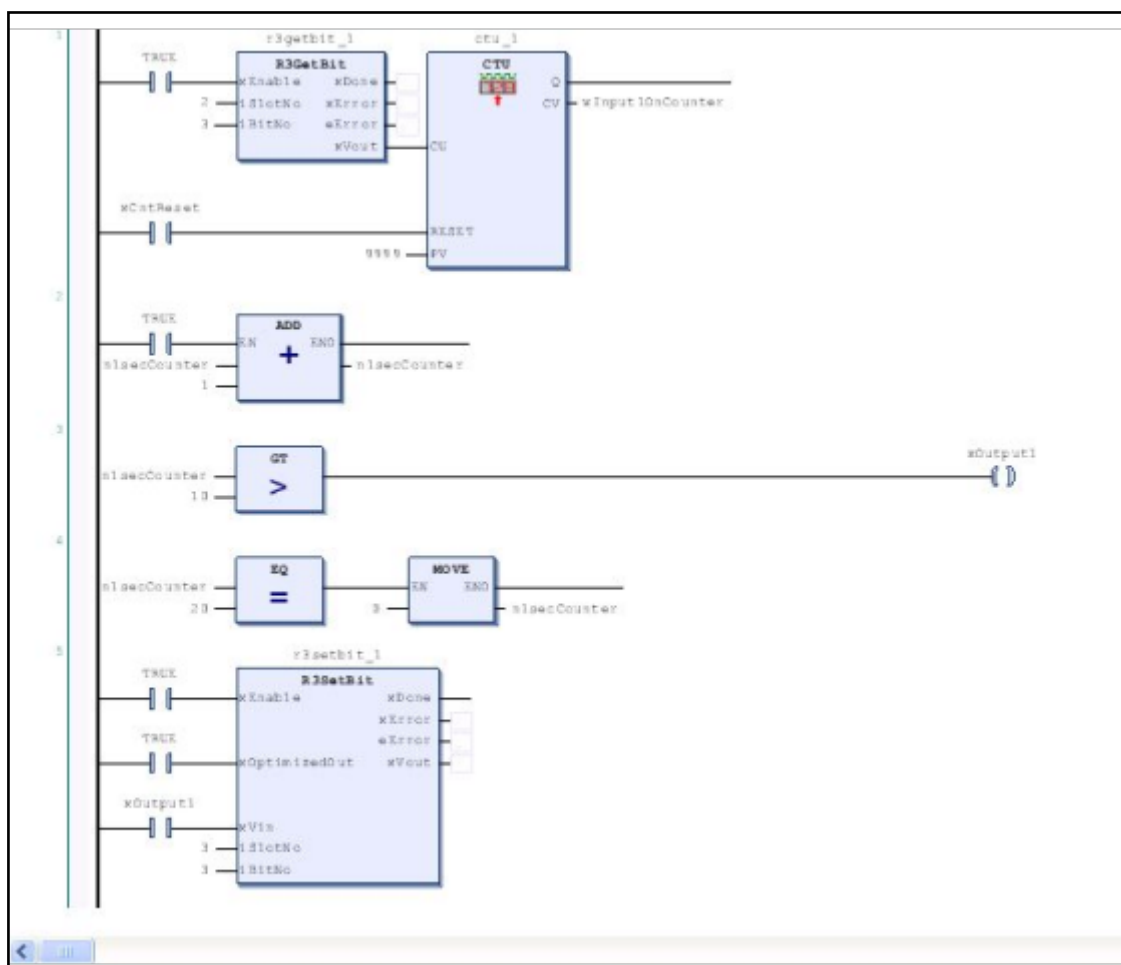 1
r3getbit_1
ctu_1
TRUE
R3GetBit
CTU
xEnable xDone
Q
2 iSlotNo xError
CV wInput1OnCounter
3 iBitNo eError
xVout
CU
xCntReset
RESET
9999 PV
2
TRUE
ADD
EN ENO
+
n1secCounter
n1secCounter
1
3
GT
xOutput1
n1secCounter
>
10
4
EQ
MOVE
n1secCounter
EN ENO
=
20
0
n1secCounter
5
r3setbit_1
TRUE
R3SetBit
xEnable xDone
xError
TRUE
eError
xOptimizedOut xVout
xOutput1
xVin
3 iSlotNo
3 iBitNo